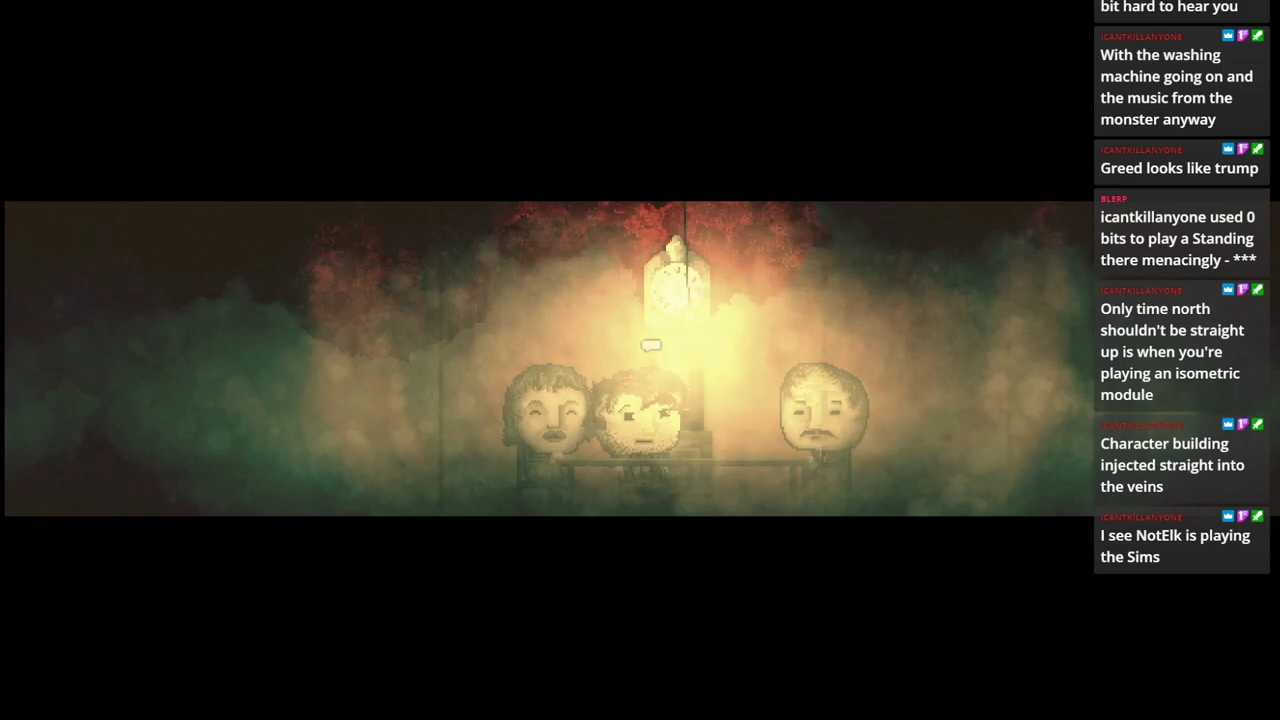 bit hard to hear you
ICANTKILLANYONE
With the washing
machine going on and
the music from the
monster anyway
ICANTKILLANYONE
Greed looks like trump
BLERP
icantkillanyone used 0
bits to play a Standing
there menacingly - ***
ICANTKILLANYONE
Only time north
shouldn't be straight
up is when you're
playing an isometric
module
ICANTKILLANYONE
Character building
injected straight into
the veins
ICANTKILLANYONE
I see NotElk is playing
the Sims